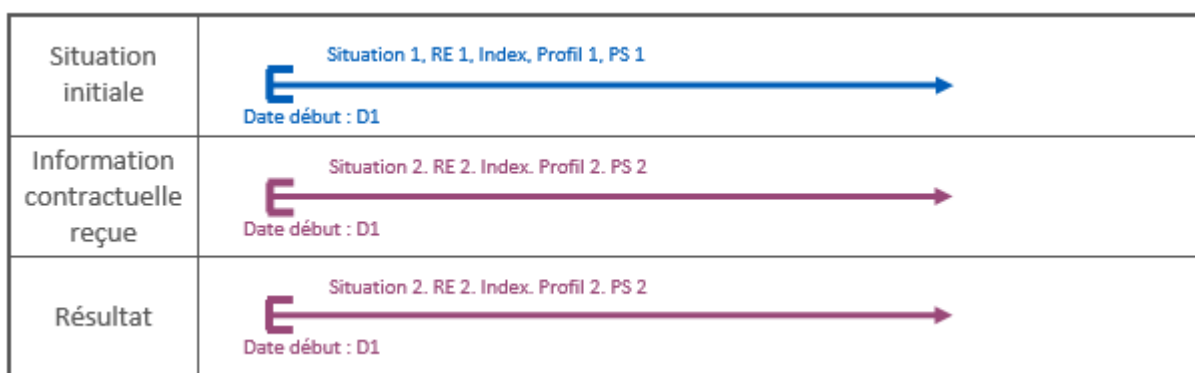 Situation
initiale
Situation 1, RE 1, Index, Profil 1, PS 1
Date début : D1
Information
contractuelle
reçue
Situation 2. RE 2. Index. Profil 2. PS 2
Date début : D1
Résultat
Situation 2. RE 2. Index. Profil 2. PS 2
Date début : D1